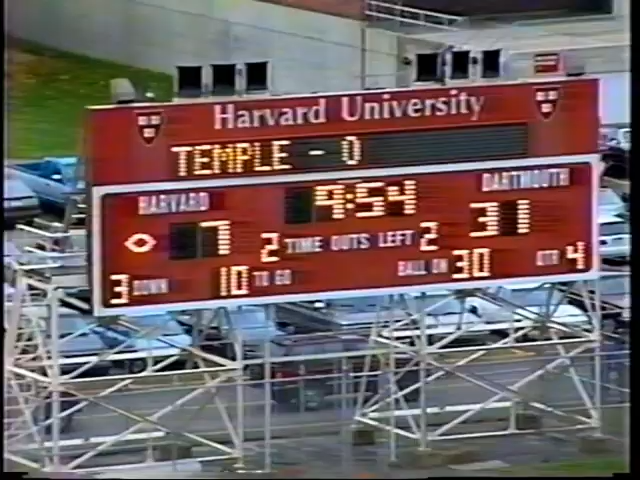 Harvard University
TEMPLE - 0
HARVARD 9:54 DARTMOUTH
7 2 TIME OUTS LEFT 2 31
3 DOWN 10 TO GO BALL ON 30 QTR 4